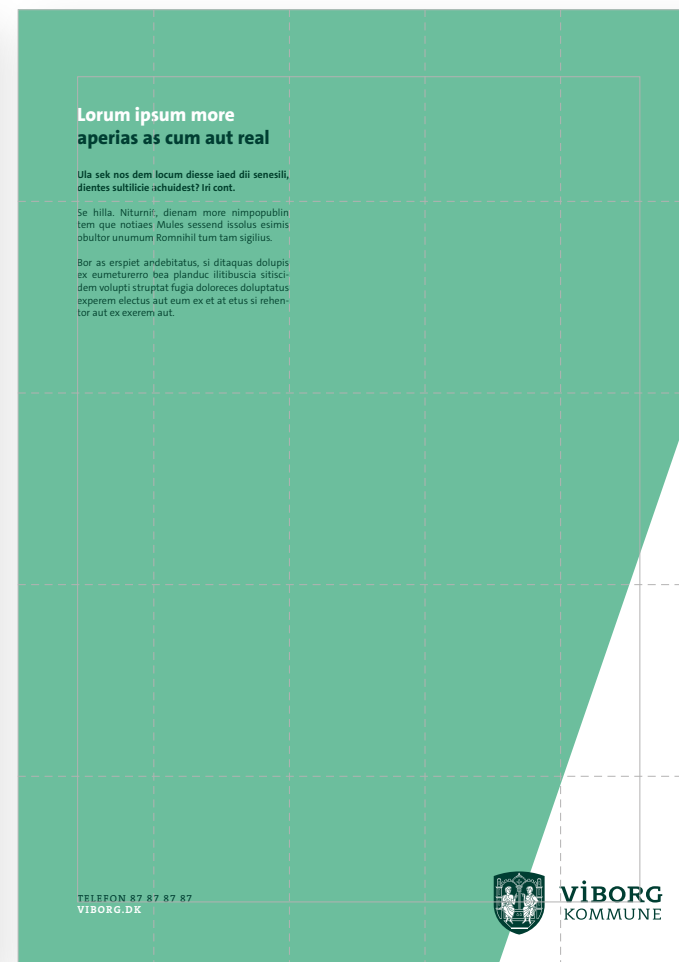 Lorum ipsum more
aperias as cum aut real
Ula sek nos dem locum diesse iaed dii senesili,
dientes sultilicie achuidest? Iri cont.
Se hilla. Niturnit, dienam more nimpopublin
tem que notiaes Mules sessend issolus esimis
obultor unumum Romnihil tum tam sigilius.
Bor as erspiet andebitatus, si ditaquas dolupis
ex eumeturerro bea planduc ilitibuscia sitisci-
dem volupti struptat fugia doloreces doluptatus
experem electus aut eum ex et at etus si rehen-
tor aut ex exerem aut.
TELEFON 87 87 87 87
VIBORG.DK
VIBORG
KOMMUNE